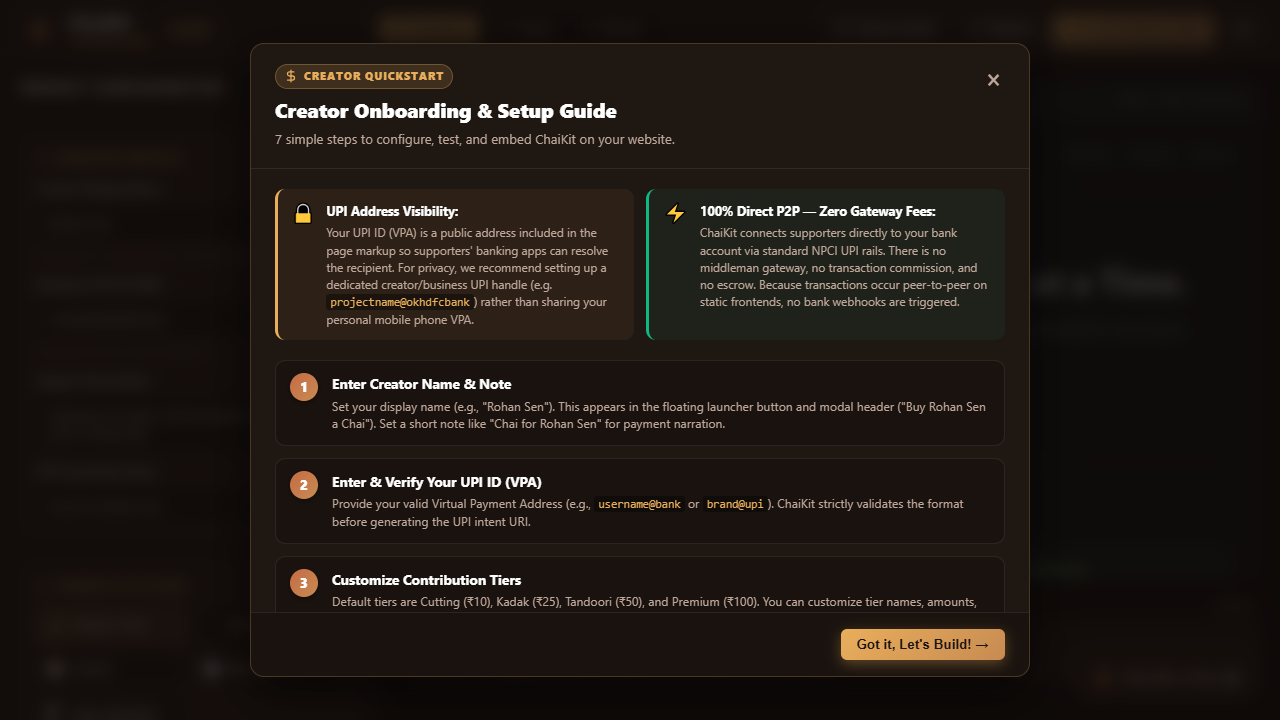 $ CREATOR QUICKSTART
×
Creator Onboarding & Setup Guide
7 simple steps to configure, test, and embed ChaiKit on your website.
UPI Address Visibility:
Your UPI ID (VPA) is a public address included in the
page markup so supporters' banking apps can resolve
the recipient. For privacy, we recommend setting up a
dedicated creator/business UPI handle (e.g.
projectname@okhdfcbank ) rather than sharing your
personal mobile phone VPA.
100% Direct P2P — Zero Gateway Fees:
ChaiKit connects supporters directly to your bank
account via standard NPCI UPI rails. There is no
middleman gateway, no transaction commission, and
no escrow. Because transactions occur peer-to-peer on
static frontends, no bank webhooks are triggered.
1 Enter Creator Name & Note
Set your display name (e.g., "Rohan Sen"). This appears in the floating launcher button and modal header ("Buy Rohan Sen
a Chai"). Set a short note like "Chai for Rohan Sen" for payment narration.
2 Enter & Verify Your UPI ID (VPA)
Provide your valid Virtual Payment Address (e.g., username@bank or brand@upi ). ChaiKit strictly validates the format
before generating the UPI intent URI.
3 Customize Contribution Tiers
Default tiers are Cutting (₹10), Kadak (₹25), Tandoori (₹50), and Premium (₹100). You can customize tier names, amounts,
Got it, Let's Build! →